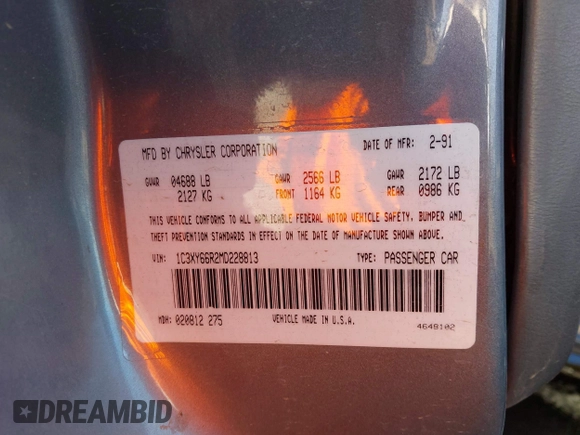 MFD BY CHRYSLER CORPORATION DATE OF MFR: 2-91
GVWR 04688 LB GAWR 2566 LB GAWR 2172 LB
2127 KG FRONT 1164 KG REAR 0986 KG
THIS VEHICLE CONFORMS TO ALL APPLICABLE FEDERAL MOTOR VEHICLE SAFETY, BUMPER AND
THEFT PREVENTION STANDARDS IN EFFECT ON THE DATE OF MANUFACTURE SHOWN ABOVE.
VIN: 1C3XY66R2MD228813 TYPE: PASSENGER CAR
MDH: 020812 275 VEHICLE MADE IN U.S.A. 4648102
DREAMBID